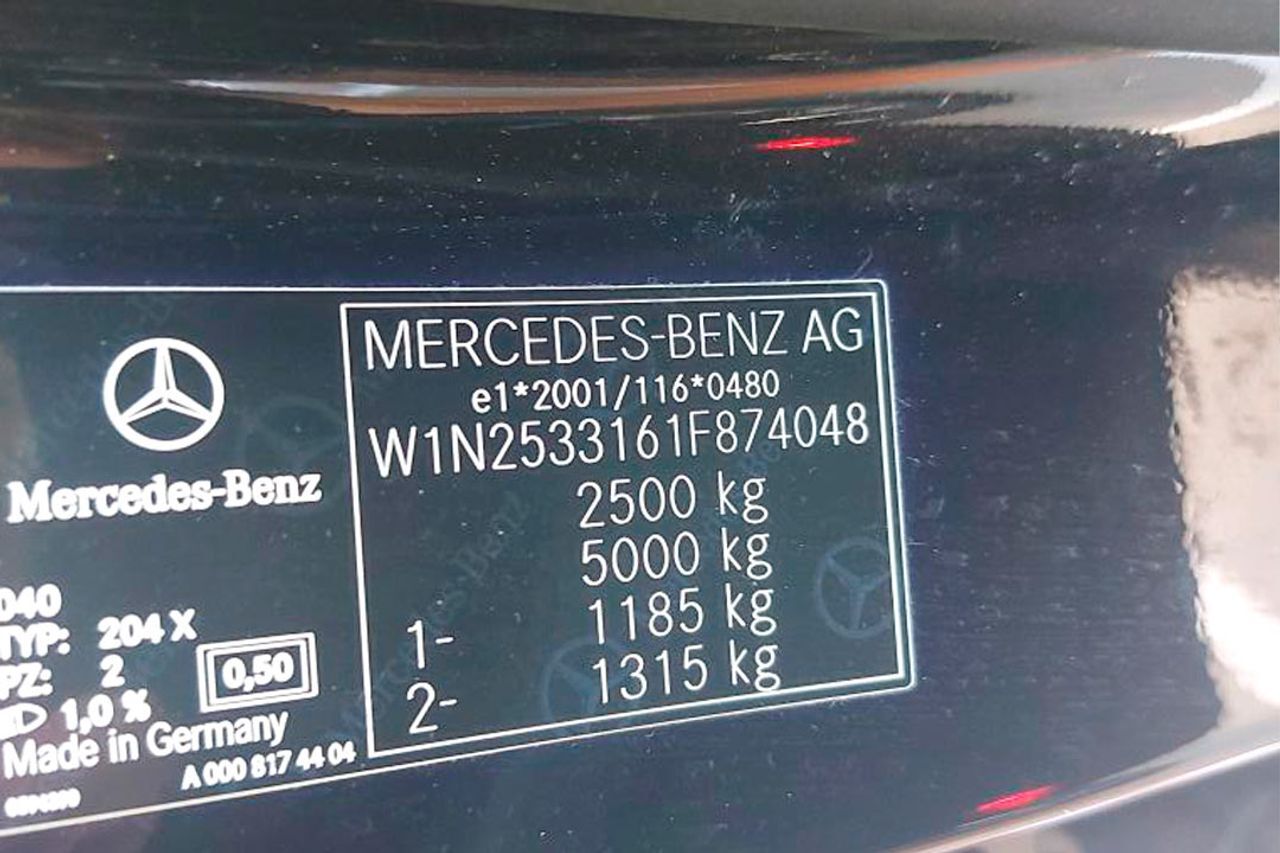 MERCEDES-BENZ AG
e1*2001/116*0480
W1N2533161F874048
2500 kg
5000 kg
1- 1185 kg
2- 1315 kg
Mercedes-Benz
040
TYP: 204 X
PZ: 2
0,50
1,0 %
Made in Germany
A 000 817 44 04